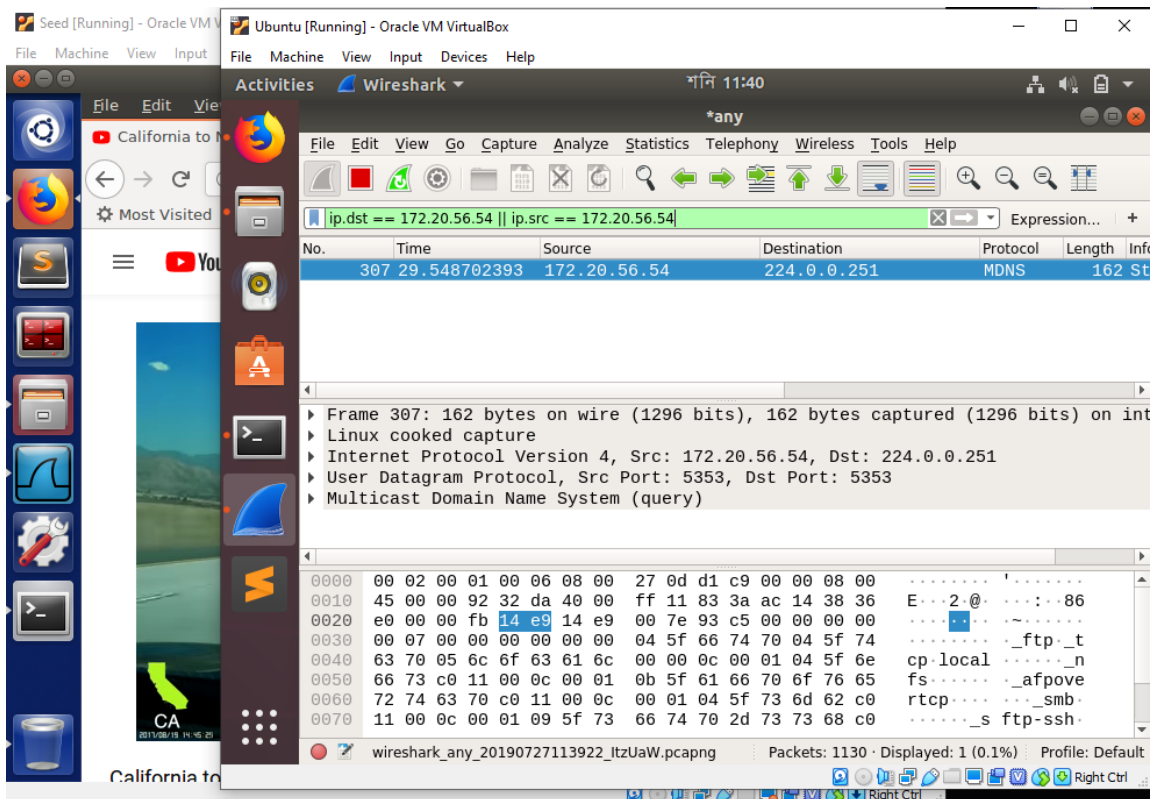 Seed [Running] - Oracle VM V
File Machine View Input
File Edit Vie
California to N
Most Visited
You
CA
2017/08/19 14:45:25
California to
Ubuntu [Running] - Oracle VM VirtualBox
File Machine View Input Devices Help
Activities Wireshark শনি 11:40
*any
File Edit View Go Capture Analyze Statistics Telephony Wireless Tools Help
ip.dst == 172.20.56.54 || ip.src == 172.20.56.54 Expression... +
No. Time Source Destination Protocol Length Info
307 29.548702393 172.20.56.54 224.0.0.251 MDNS 162 St
Frame 307: 162 bytes on wire (1296 bits), 162 bytes captured (1296 bits) on int
Linux cooked capture
Internet Protocol Version 4, Src: 172.20.56.54, Dst: 224.0.0.251
User Datagram Protocol, Src Port: 5353, Dst Port: 5353
Multicast Domain Name System (query)
0000 00 02 00 01 00 06 08 00 27 0d d1 c9 00 00 08 00 ········ '·······
0010 45 00 00 92 32 da 40 00 ff 11 83 3a ac 14 38 36 E···2·@· ···:··86
0020 e0 00 00 fb 14 e9 14 e9 00 7e 93 c5 00 00 00 00 ········ ·~······
0030 00 07 00 00 00 00 00 00 04 5f 66 74 70 04 5f 74 ········ ·_ftp·_t
0040 63 70 05 6c 6f 63 61 6c 00 00 0c 00 01 04 5f 6e cp·local ······_n
0050 66 73 c0 11 00 0c 00 01 0b 5f 61 66 70 6f 76 65 fs······ ·_afpove
0060 72 74 63 70 c0 11 00 0c 00 01 04 5f 73 6d 62 c0 rtcp···· ···_smb·
0070 11 00 0c 00 01 09 5f 73 66 74 70 2d 73 73 68 c0 ······_s ftp-ssh·
wireshark_any_20190727113922_ItzUaW.pcapng Packets: 1130 · Displayed: 1 (0.1%) Profile: Default
Right Ctrl
Right Ctrl